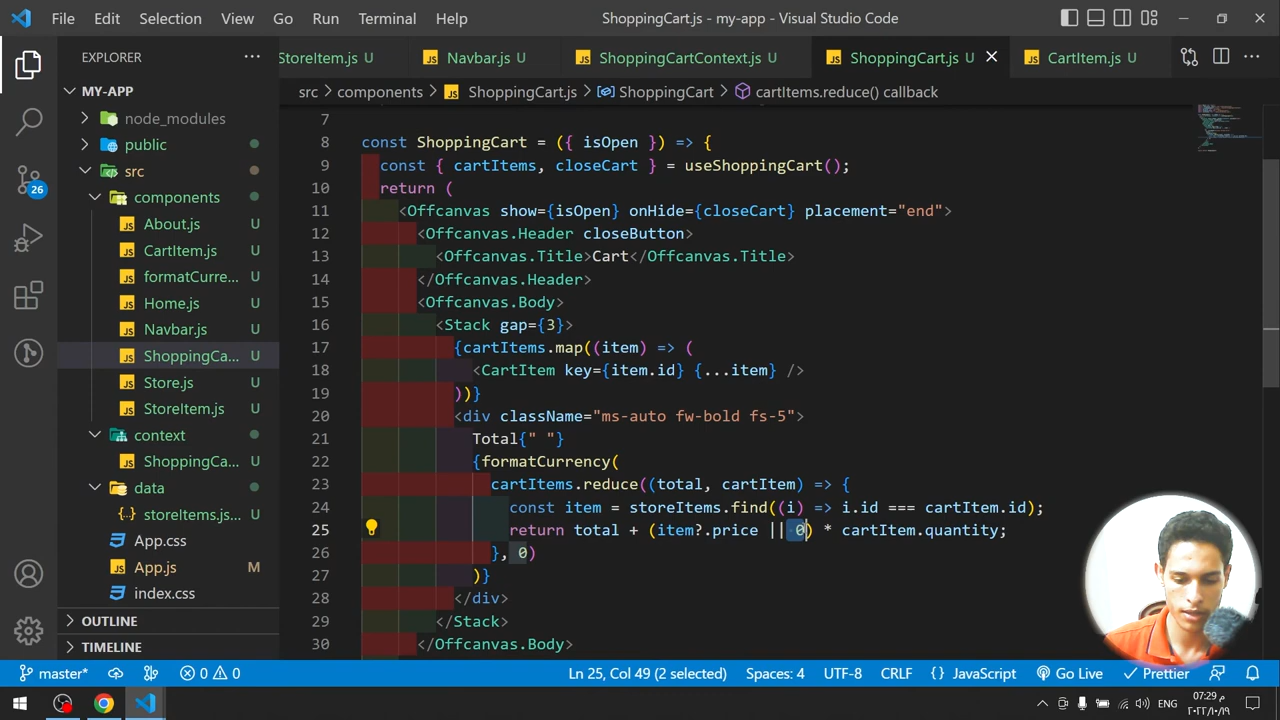 File Edit Selection View Go Run Terminal Help ShoppingCart.js - my-app - Visual Studio Code
EXPLORER
StoreItem.js U
Navbar.js U
ShoppingCartContext.js U
ShoppingCart.js U
CartItem.js U
src > components > ShoppingCart.js > ShoppingCart > cartItems.reduce() callback
MY-APP
node_modules
public
src
components
About.js U
CartItem.js U
formatCurre... U
Home.js U
Navbar.js U
ShoppingCa... U
Store.js U
StoreItem.js U
context
ShoppingCa... U
data
storeItems.js... U
App.css
App.js M
index.css
OUTLINE
TIMELINE
26
7
8 const ShoppingCart = ({ isOpen }) => {
9 const { cartItems, closeCart } = useShoppingCart();
10 return (
11 <Offcanvas show={isOpen} onHide={closeCart} placement="end">
12 <Offcanvas.Header closeButton>
13 <Offcanvas.Title>Cart</Offcanvas.Title>
14 </Offcanvas.Header>
15 <Offcanvas.Body>
16 <Stack gap={3}>
17 {cartItems.map((item) => (
18 <CartItem key={item.id} {...item} />
19 ))}
20 <div className="ms-auto fw-bold fs-5">
21 Total{" "}
22 {formatCurrency(
23 cartItems.reduce((total, cartItem) => {
24 const item = storeItems.find((i) => i.id === cartItem.id);
25 return total + (item?.price || 0) * cartItem.quantity;
26 }, 0)
27 )}
28 </div>
29 </Stack>
30 </Offcanvas.Body>
master* 0 0 Ln 25, Col 49 (2 selected) Spaces: 4 UTF-8 CRLF {} JavaScript Go Live Prettier
ENG
07:29